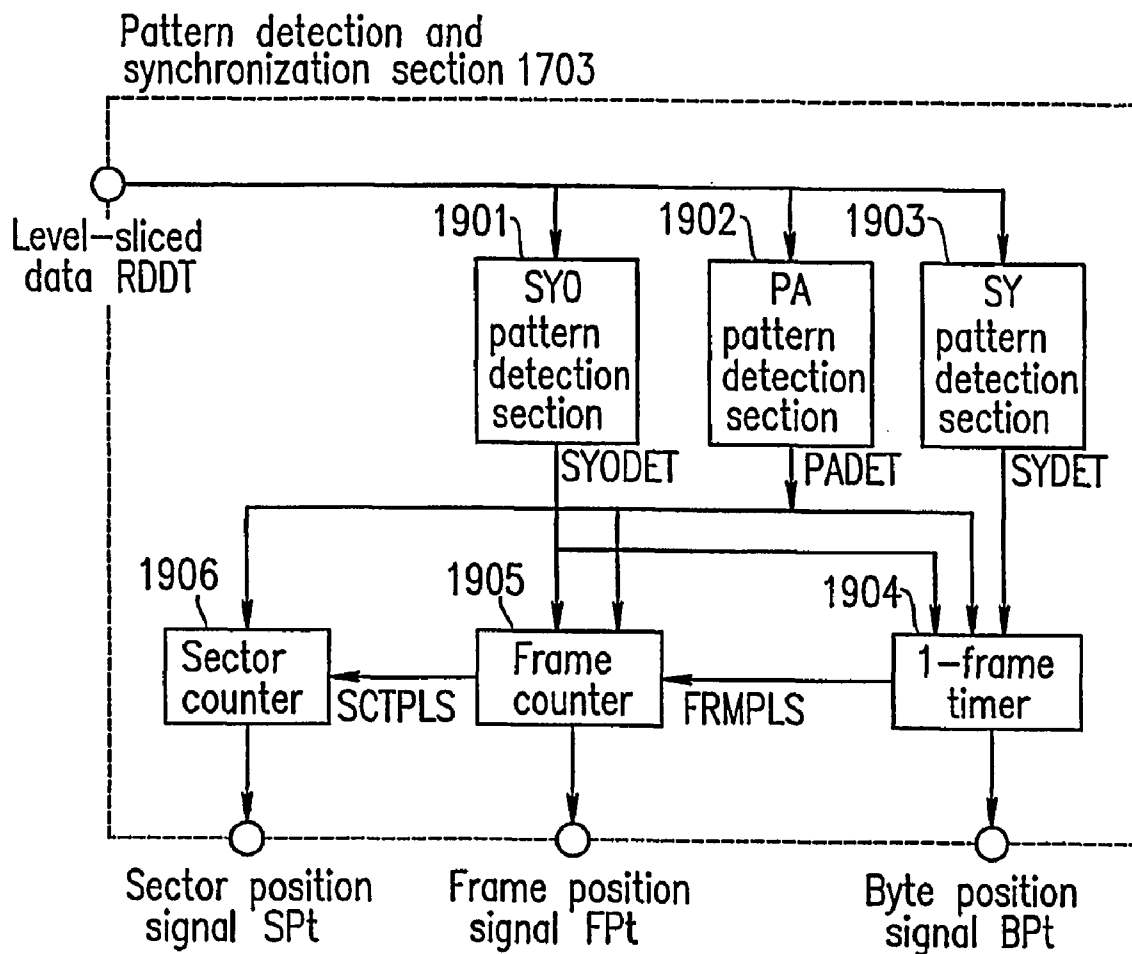 Pattern detection and
synchronization section 1703
Level-sliced
data RDDT
1901
1902
1903
SY0
pattern
detection
section
PA
pattern
detection
section
SY
pattern
detection
section
SY0DET
PADET
SYDET
1906
1905
1904
Sector
counter
SCTPLS
Frame
counter
FRMPLS
1-frame
timer
Sector position
signal SPt
Frame position
signal FPt
Byte position
signal BPt